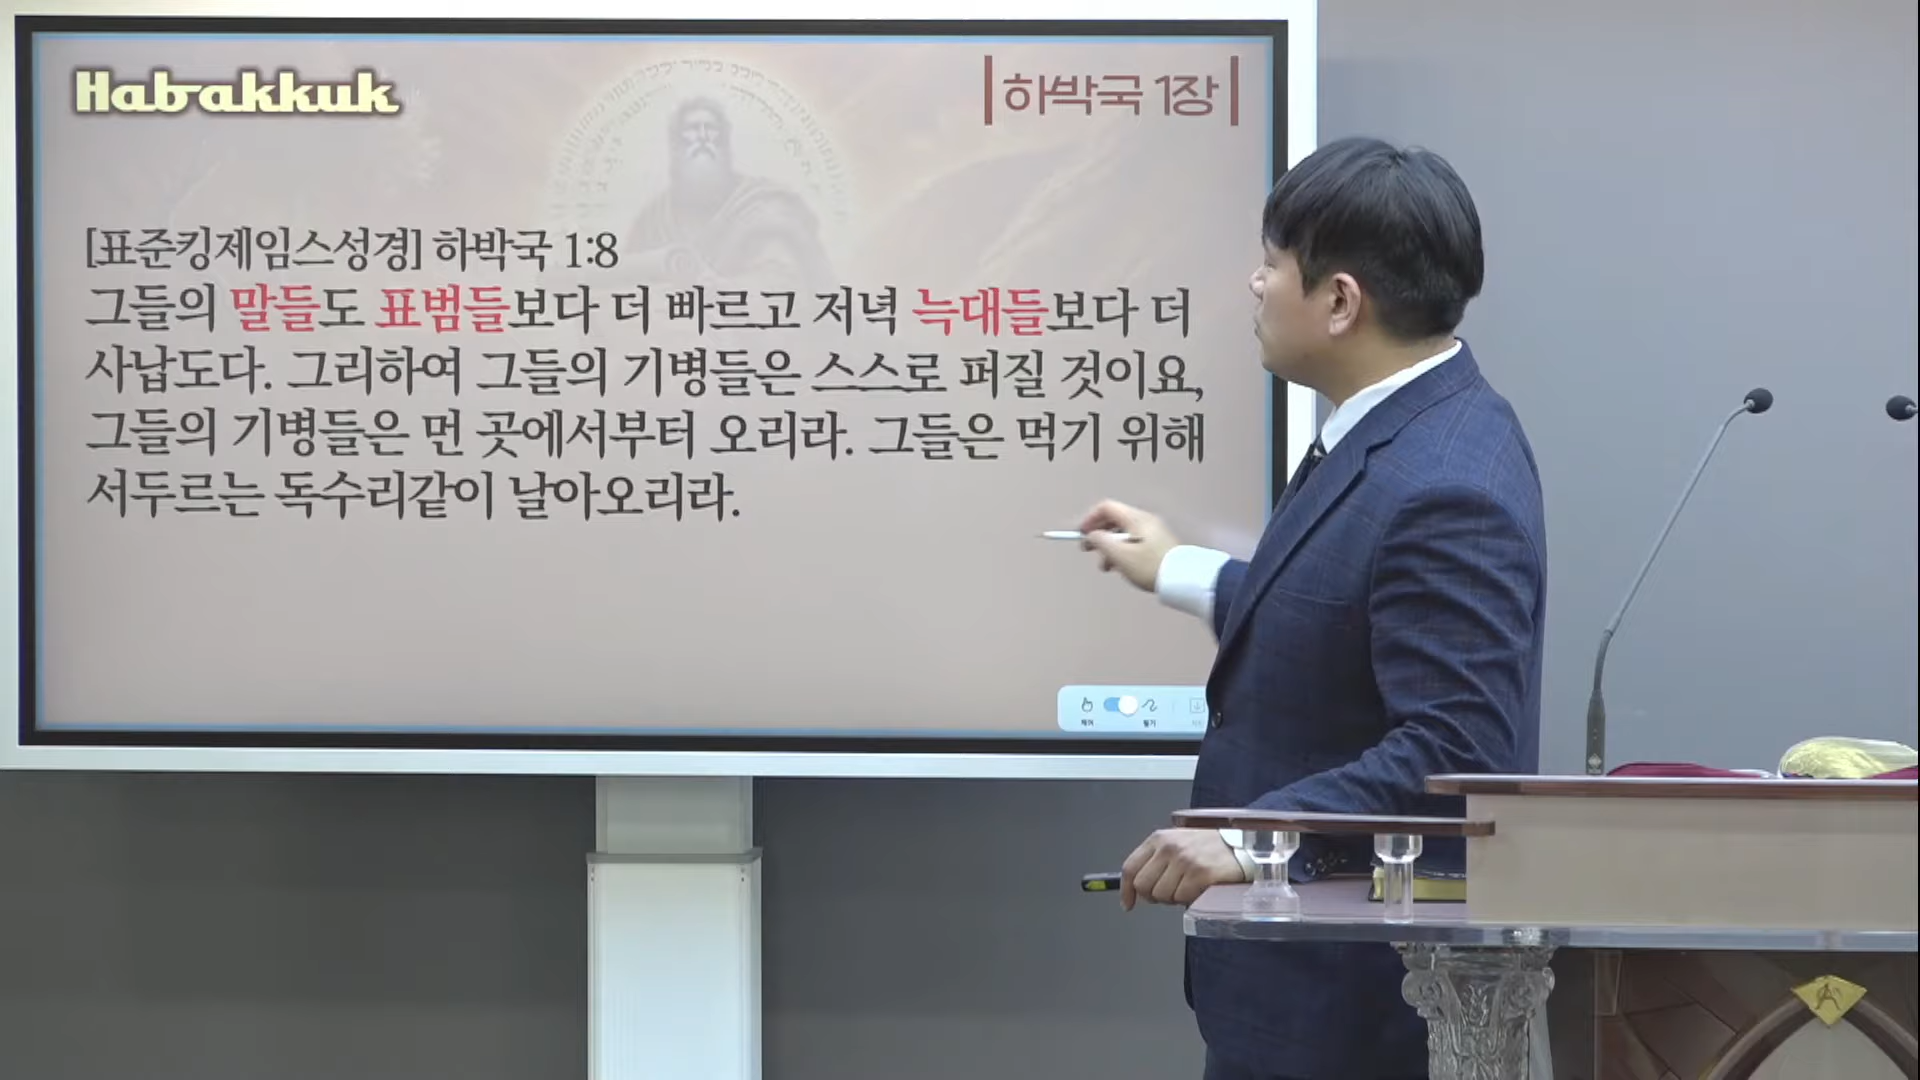 Habakkuk
하박국 1장
[표준킹제임스성경] 하박국 1:8
그들의 말들도 표범들보다 더 빠르고 저녁 늑대들보다 더
사납도다. 그리하여 그들의 기병들은 스스로 퍼질 것이요,
그들의 기병들은 먼 곳에서부터 오리라. 그들은 먹기 위해
서두르는 독수리같이 날아오리라.
제어
필기